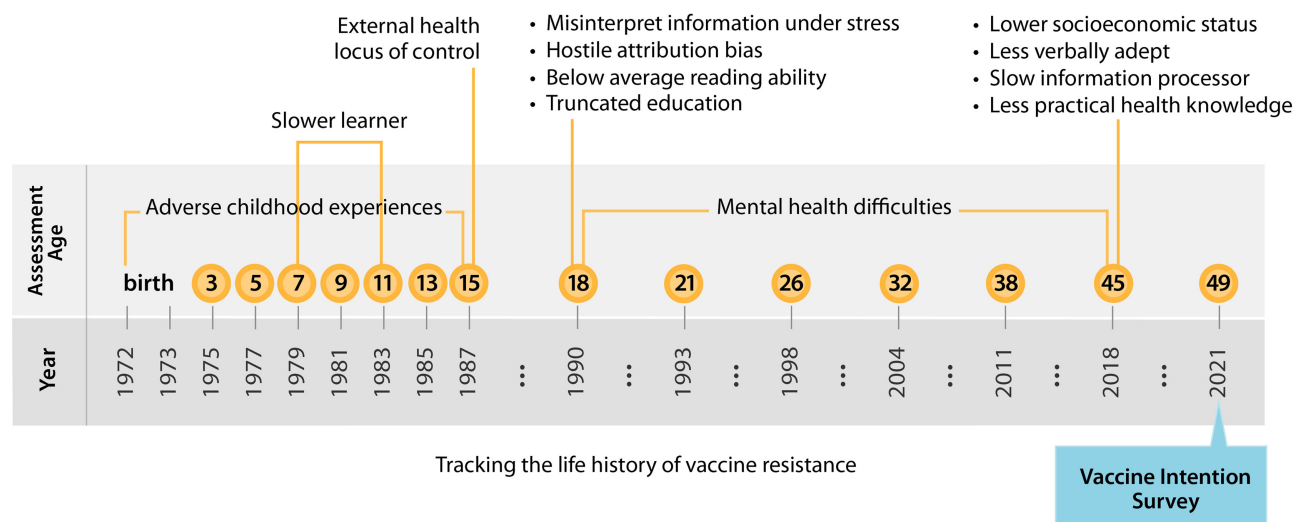 External health
locus of control
• Misinterpret information under stress
• Hostile attribution bias
• Below average reading ability
• Truncated education
• Lower socioeconomic status
• Less verbally adept
• Slow information processor
• Less practical health knowledge
Slower learner
Adverse childhood experiences
Mental health difficulties
Assessment
Age
birth 3 5 7 9 11 13 15 18 21 26 32 38 45 49
Year
1972 1973 1975 1977 1979 1981 1983 1985 1987 ... 1990 ... 1993 ... 1998 ... 2004 ... 2011 ... 2018 ... 2021
Tracking the life history of vaccine resistance
Vaccine Intention
Survey